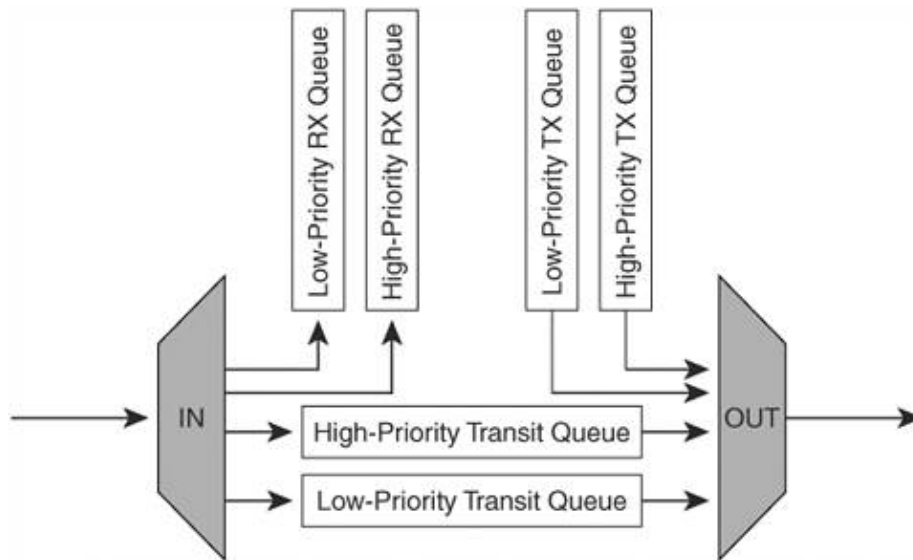 Low-Priority RX Queue
High-Priority RX Queue
Low-Priority TX Queue
High-Priority TX Queue
IN
High-Priority Transit Queue
OUT
Low-Priority Transit Queue